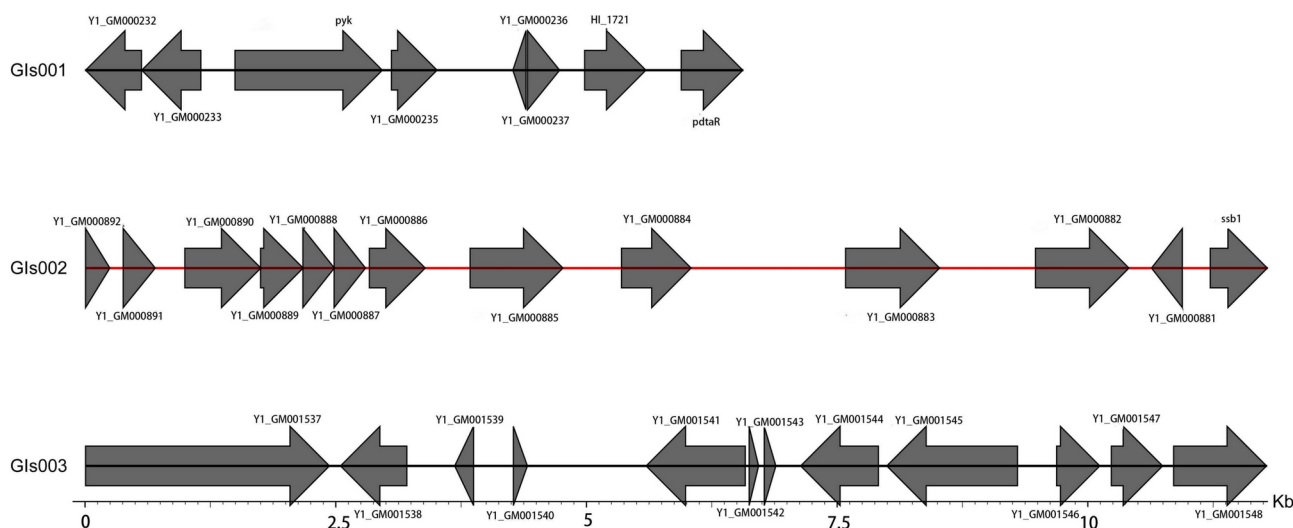 Y1_GM000232 pyk Y1_GM000236 HI_1721
GIs001
Y1_GM000233 Y1_GM000235 Y1_GM000237 pdtaR
Y1_GM000892 Y1_GM000890 Y1_GM000888 Y1_GM000886 Y1_GM000884 Y1_GM000882 ssb1
GIs002
Y1_GM000891 Y1_GM000889 Y1_GM000887 Y1_GM000885 Y1_GM000883 Y1_GM000881
Y1_GM001537 Y1_GM001539 Y1_GM001541 Y1_GM001543 Y1_GM001544 Y1_GM001545 Y1_GM001547
GIs003
Kb
Y1_GM001538 Y1_GM001540 Y1_GM001542 Y1_GM001546 Y1_GM001548
0 2.5 5 7.5 10